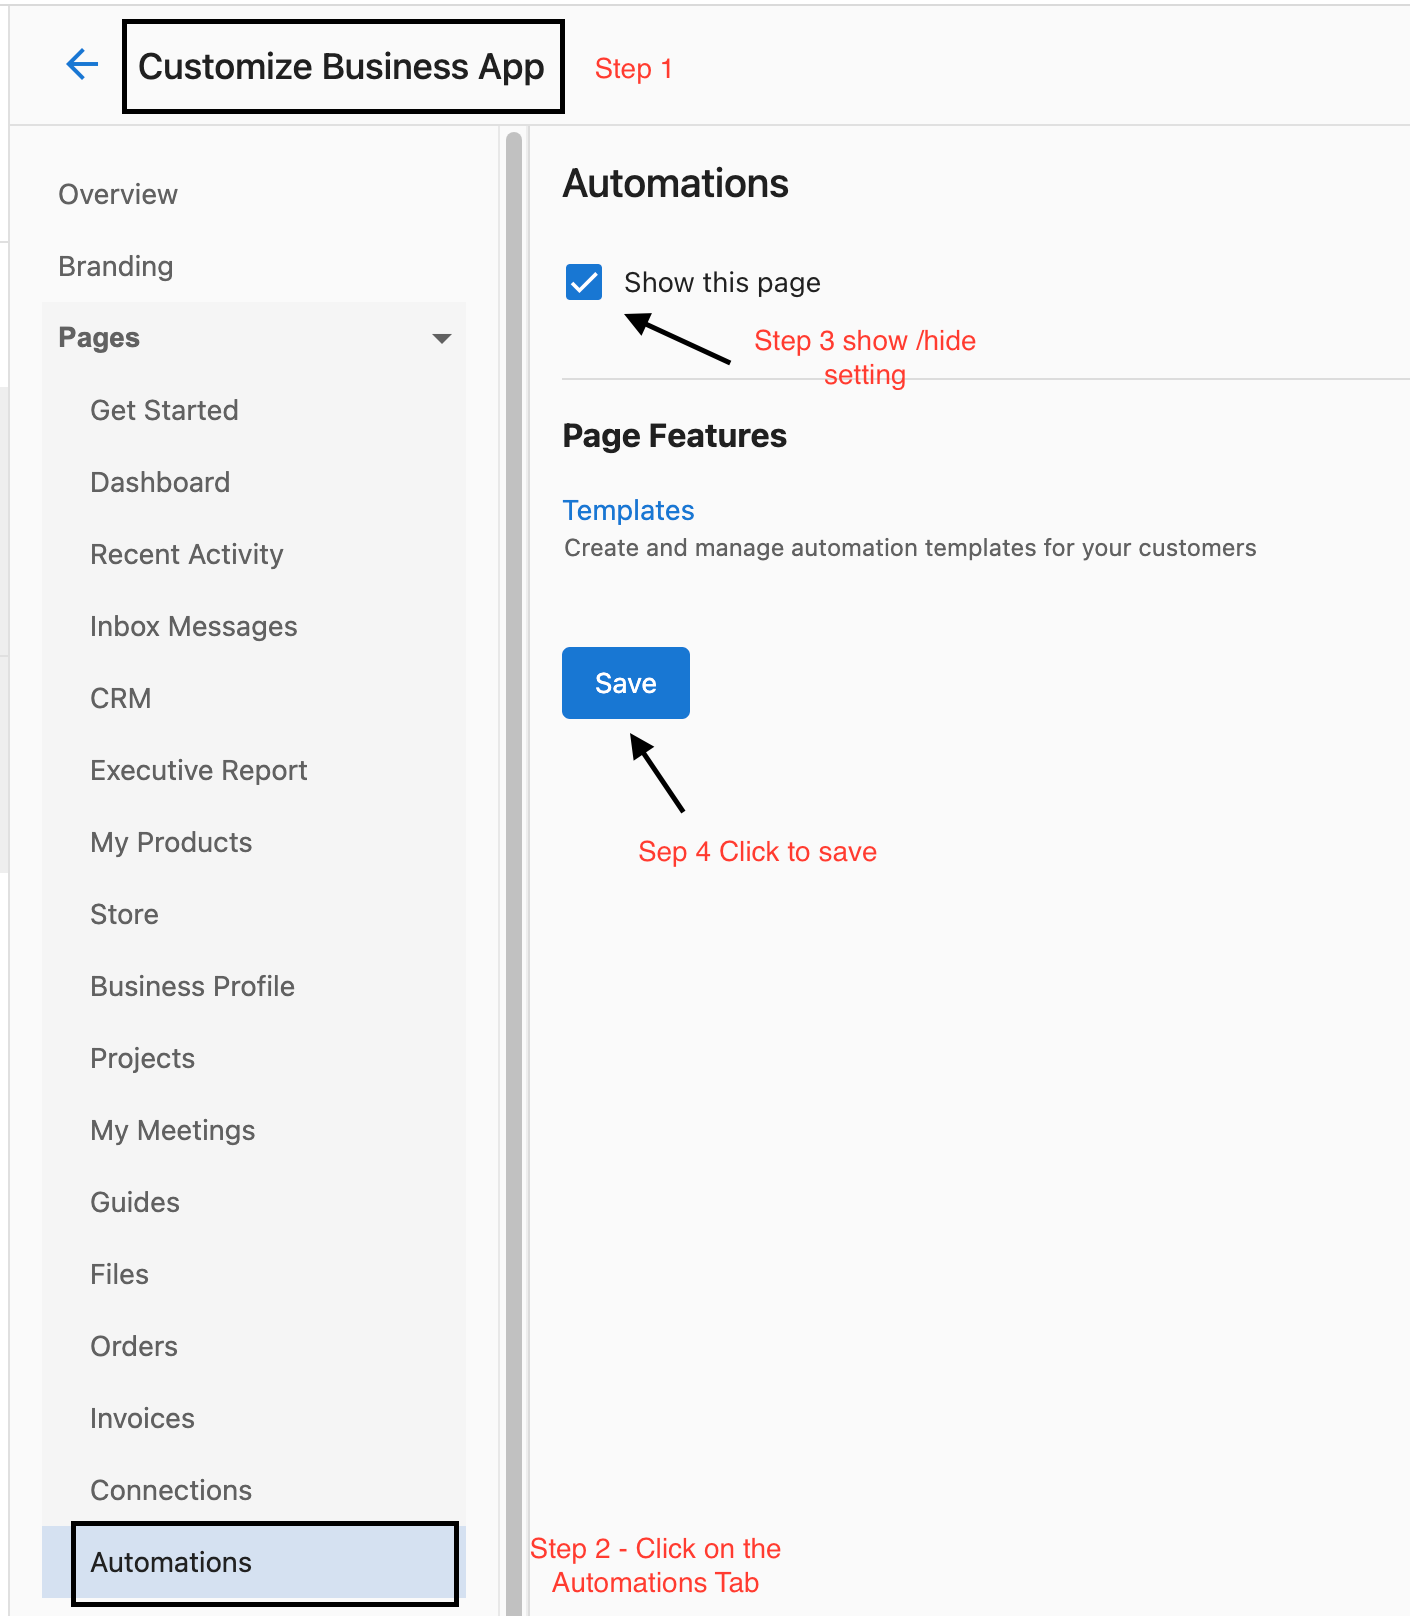 Customize Business App
Step 1
Overview
Branding
Pages
Get Started
Dashboard
Recent Activity
Inbox Messages
CRM
Executive Report
My Products
Store
Business Profile
Projects
My Meetings
Guides
Files
Orders
Invoices
Connections
Automations
Step 2 - Click on the
Automations Tab
Automations
Show this page
Step 3 show /hide
setting
Page Features
Templates
Create and manage automation templates for your customers
Save
Sep 4 Click to save